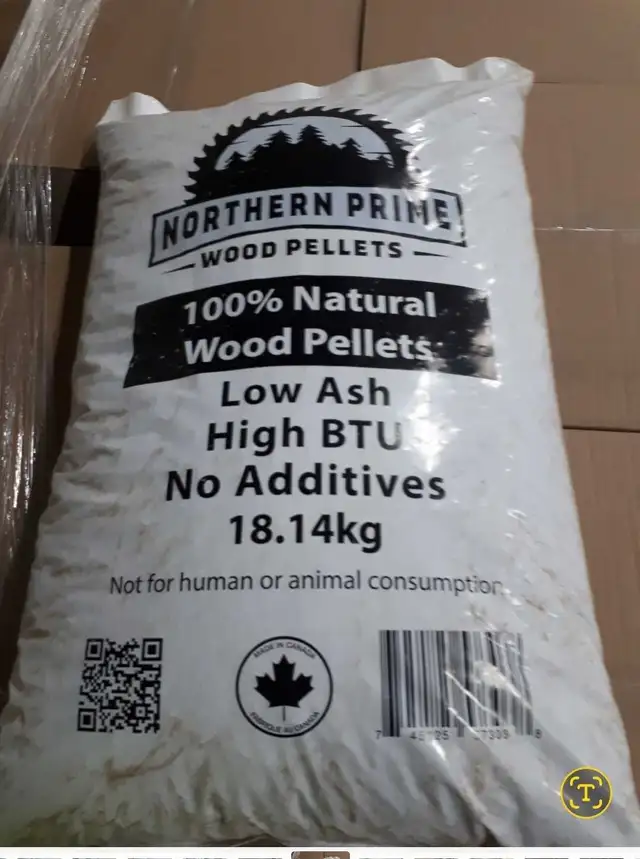 NORTHERN PRIME
WOOD PELLETS
100% Natural
Wood Pellets
Low Ash
High BTU
No Additives
18.14kg
Not for human or animal consumption
MADE IN CANADA
FABRIQUÉ AU CANADA